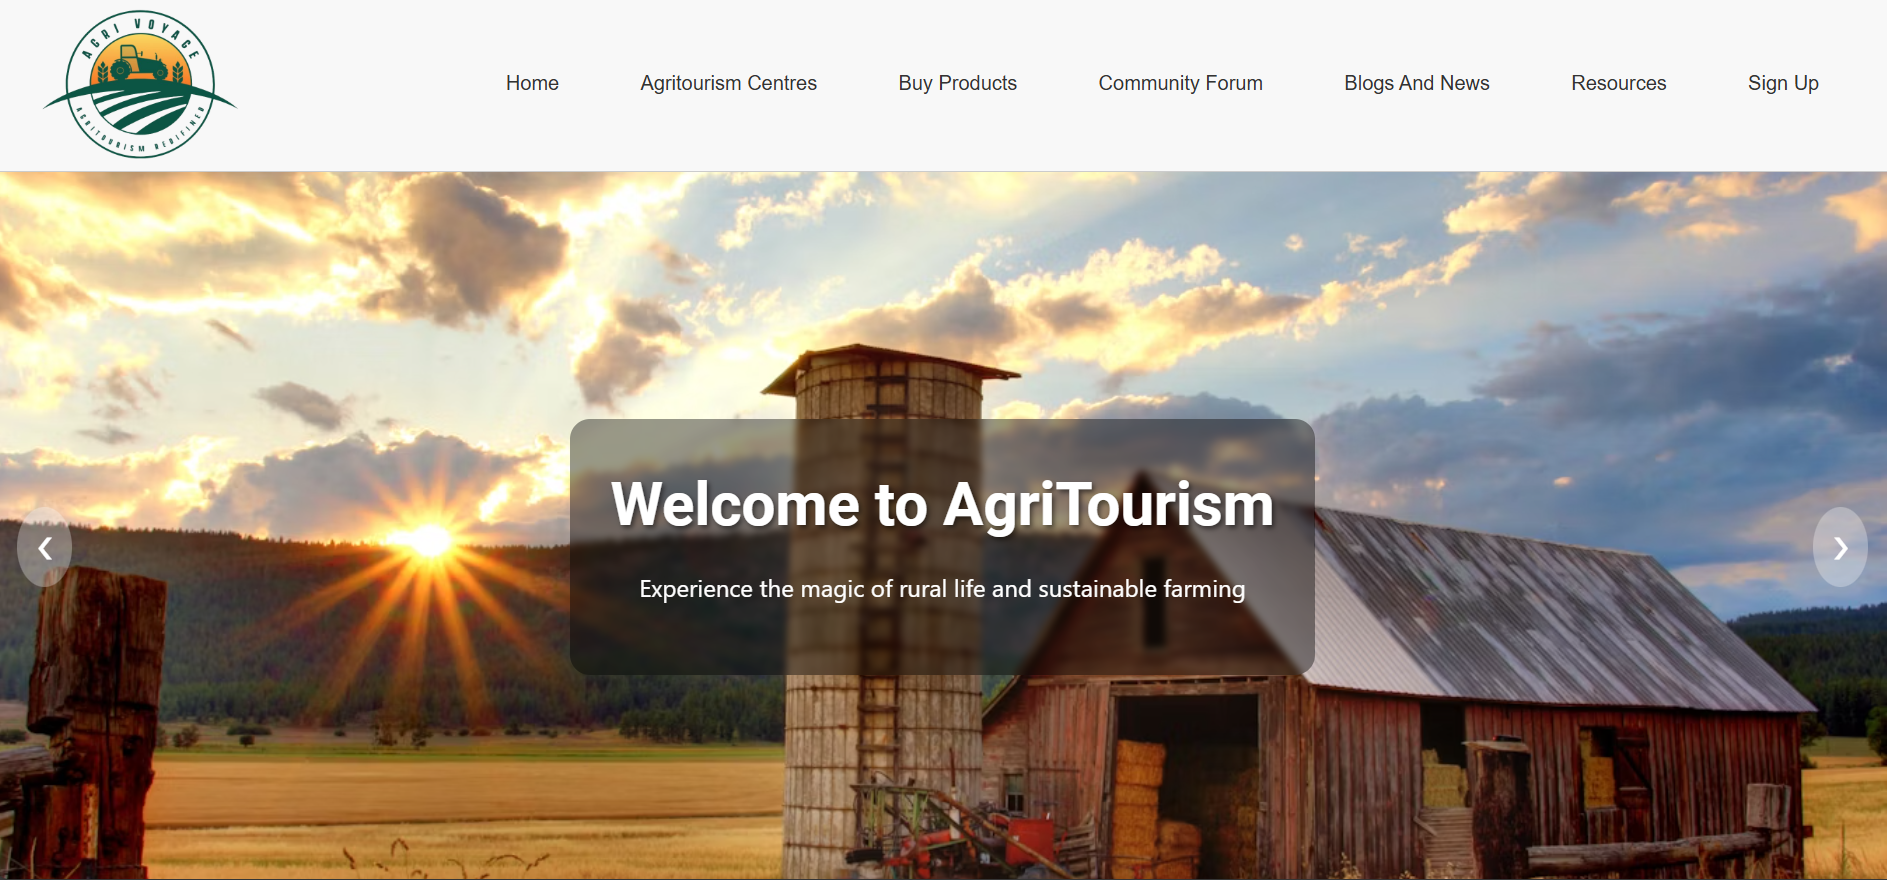 AGRI VOYAGE
AGRITOURISM REDIFINED
Home
Agritourism Centres
Buy Products
Community Forum
Blogs And News
Resources
Sign Up
Welcome to AgriTourism
Experience the magic of rural life and sustainable farming